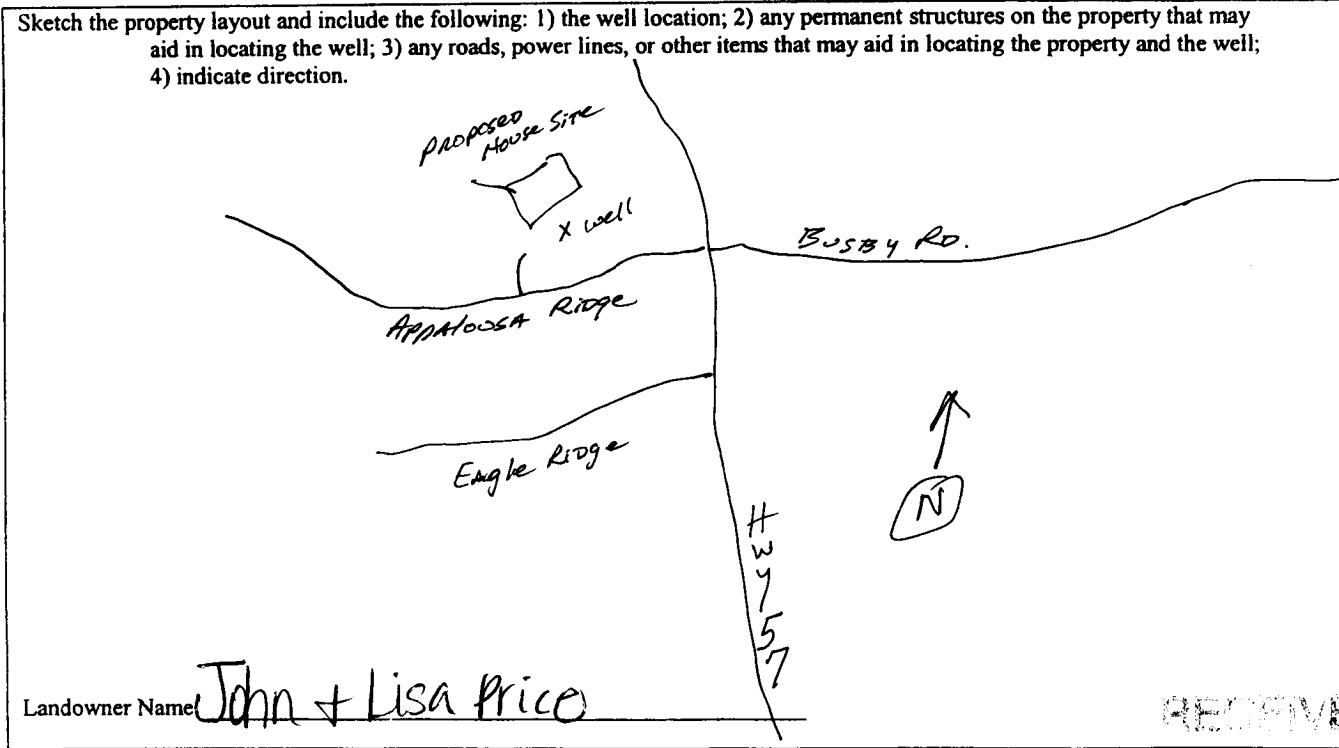 Sketch the property layout and include the following: 1) the well location; 2) any permanent structures on the property that may
aid in locating the well; 3) any roads, power lines, or other items that may aid in locating the property and the well;
4) indicate direction.
Proposed
House Site
X well
Busby Rd.
Appaloosa Ridge
Eagle Ridge
N
Hwy 57
Landowner Name John + Lisa Price